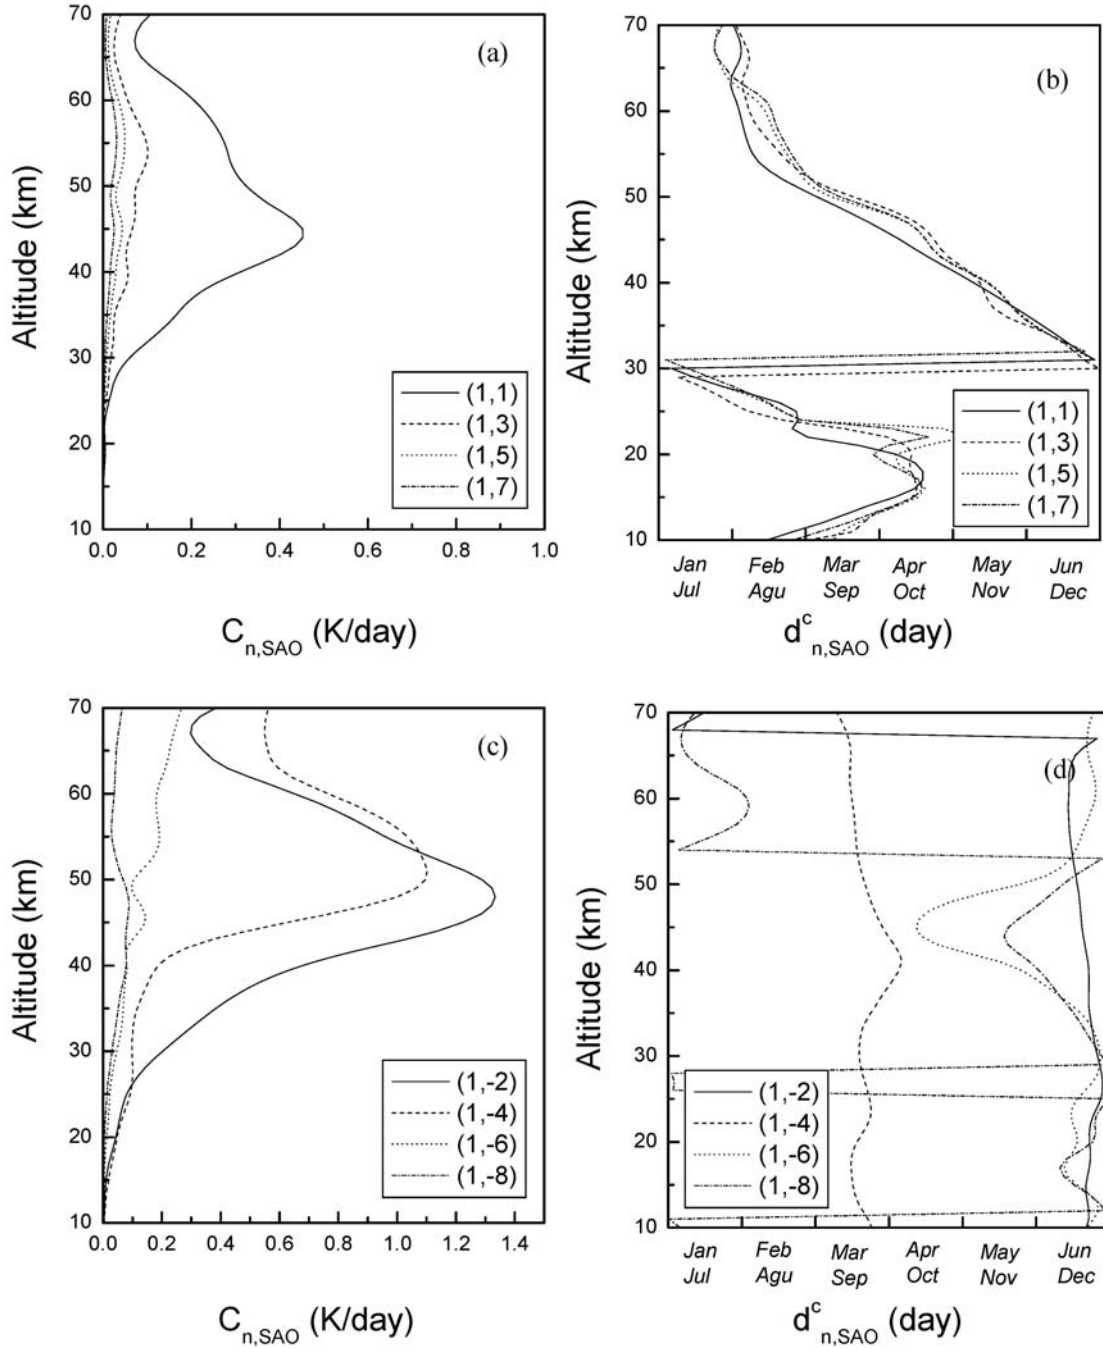 (a)
Altitude (km)
70
60
50
40
30
20
10
(1,1)
(1,3)
(1,5)
(1,7)
0.0 0.2 0.4 0.6 0.8 1.0
C n,SAO (K/day)
(b)
Altitude (km)
70
60
50
40
30
20
10
(1,1)
(1,3)
(1,5)
(1,7)
Jan Feb Mar Apr May Jun
Jul Agu Sep Oct Nov Dec
d c n,SAO (day)
(c)
Altitude (km)
70
60
50
40
30
20
10
(1,-2)
(1,-4)
(1,-6)
(1,-8)
0.0 0.2 0.4 0.6 0.8 1.0 1.2 1.4
C n,SAO (K/day)
(d)
Altitude (km)
70
60
50
40
30
20
10
(1,-2)
(1,-4)
(1,-6)
(1,-8)
Jan Feb Mar Apr May Jun
Jul Agu Sep Oct Nov Dec
d c n,SAO (day)